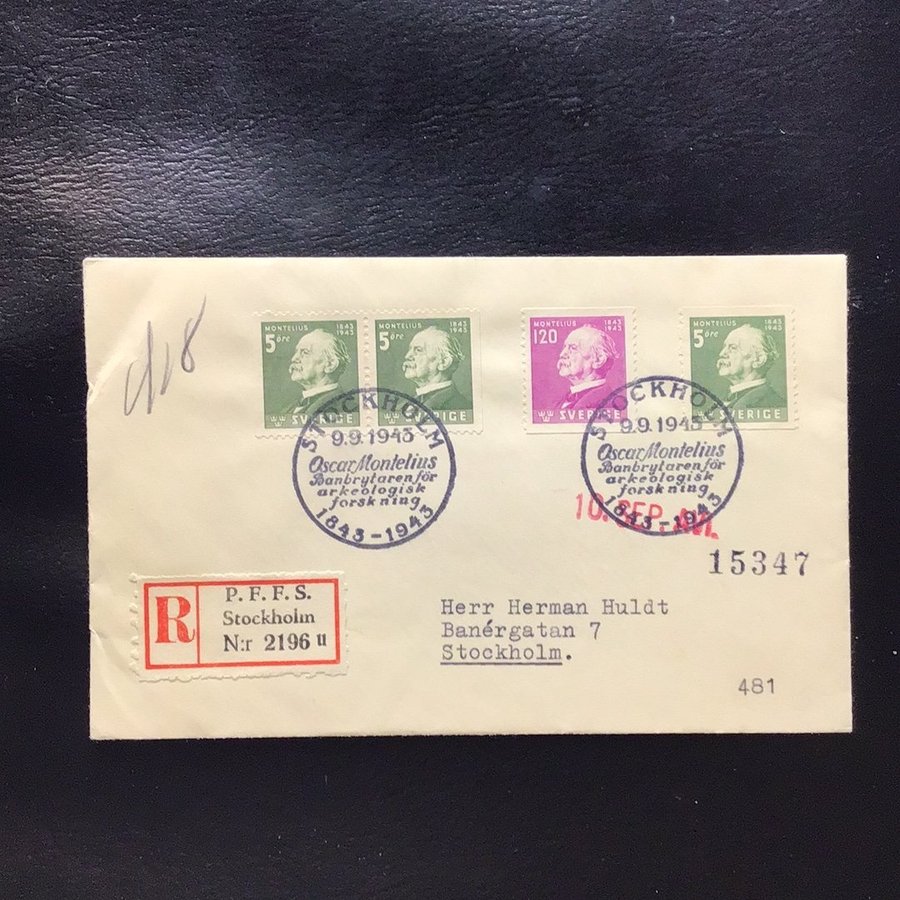 MONTELIUS 1843
1943
5 öre
SVERIGE
MONTELIUS 1843
1943
5 öre
SVERIGE
MONTELIUS 1843
1943
120
SVERIGE
MONTELIUS 1843
1943
5 öre
SVERIGE
STOCKHOLM
9.9.1943
Oscar Montelius
Banbrytaren för
arkeologisk
forskning
1843-1943
STOCKHOLM
9.9.1943
Oscar Montelius
Banbrytaren för
arkeologisk
forskning
1843-1943
10. SEP.
15347
R
P. F. F. S.
Stockholm
N:r 2196 u
Herr Herman Huldt
Banérgatan 7
Stockholm.
481